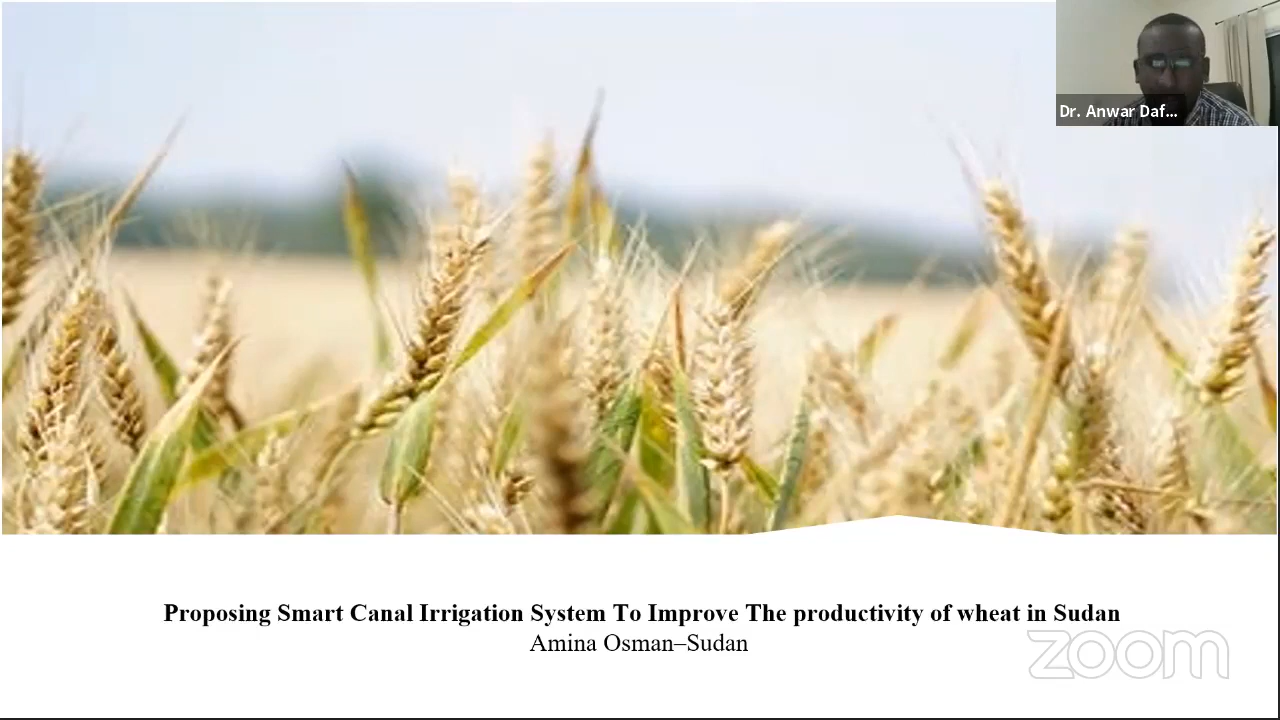 Dr. Anwar Daf...
Proposing Smart Canal Irrigation System To Improve The productivity of wheat in Sudan
Amina Osman–Sudan
zoom